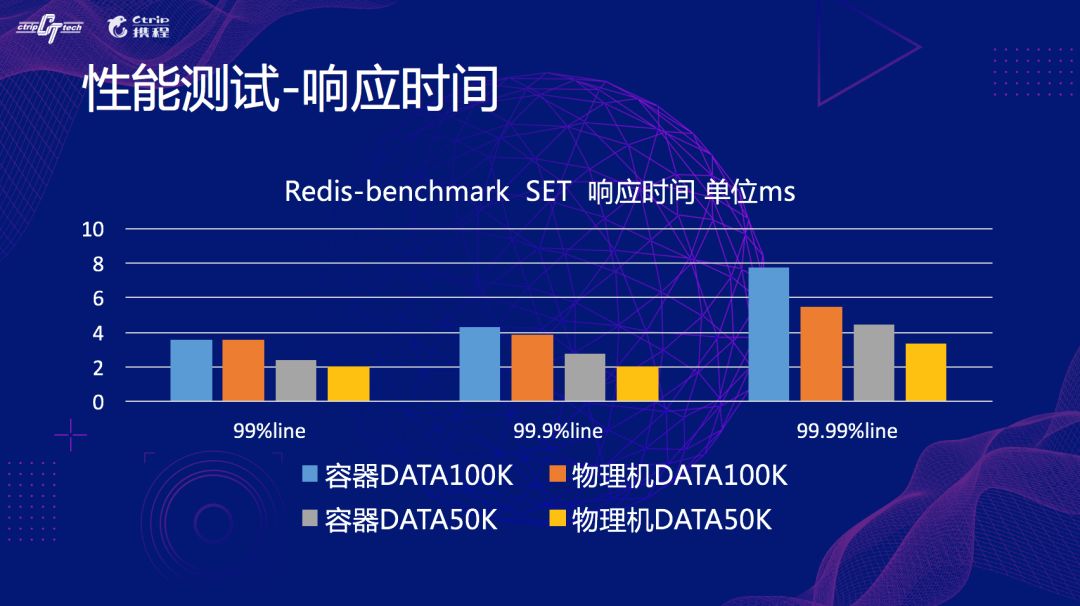 ctrip tech
Ctrip
携程
性能测试-响应时间
Redis-benchmark SET 响应时间 单位ms
10
8
6
4
2
0
99%line 99.9%line 99.99%line
容器DATA100K 物理机DATA100K
容器DATA50K 物理机DATA50K